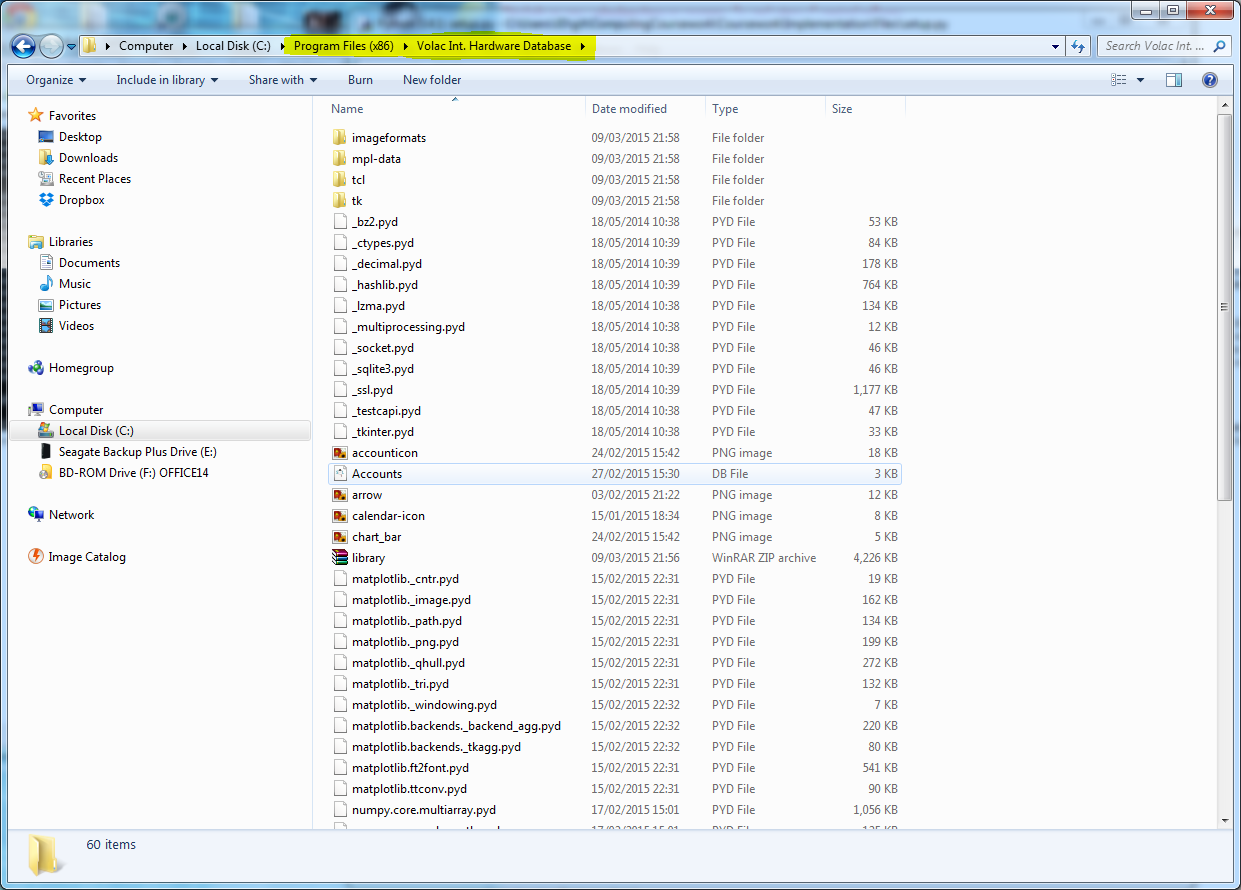 Computer Local Disk (C:) Program Files (x86) Volac Int. Hardware Database Search Volac Int. ...
Organize Include in library Share with Burn New folder
Favorites
Desktop
Downloads
Recent Places
Dropbox
Libraries
Documents
Music
Pictures
Videos
Homegroup
Computer
Local Disk (C:)
Seagate Backup Plus Drive (E:)
BD-ROM Drive (F:) OFFICE14
Network
Image Catalog
Name Date modified Type Size
imageformats 09/03/2015 21:58 File folder
mpl-data 09/03/2015 21:58 File folder
tcl 09/03/2015 21:58 File folder
tk 09/03/2015 21:58 File folder
_bz2.pyd 18/05/2014 10:38 PYD File 53 KB
_ctypes.pyd 18/05/2014 10:39 PYD File 84 KB
_decimal.pyd 18/05/2014 10:39 PYD File 178 KB
_hashlib.pyd 18/05/2014 10:39 PYD File 764 KB
_lzma.pyd 18/05/2014 10:38 PYD File 134 KB
_multiprocessing.pyd 18/05/2014 10:38 PYD File 12 KB
_socket.pyd 18/05/2014 10:38 PYD File 46 KB
_sqlite3.pyd 18/05/2014 10:39 PYD File 46 KB
_ssl.pyd 18/05/2014 10:39 PYD File 1,177 KB
_testcapi.pyd 18/05/2014 10:38 PYD File 47 KB
_tkinter.pyd 18/05/2014 10:38 PYD File 33 KB
accounticon 24/02/2015 15:42 PNG image 18 KB
Accounts 27/02/2015 15:30 DB File 3 KB
arrow 03/02/2015 21:22 PNG image 12 KB
calendar-icon 15/01/2015 18:34 PNG image 8 KB
chart_bar 24/02/2015 15:42 PNG image 5 KB
library 09/03/2015 21:56 WinRAR ZIP archive 4,226 KB
matplotlib._cntr.pyd 15/02/2015 22:31 PYD File 19 KB
matplotlib._image.pyd 15/02/2015 22:31 PYD File 162 KB
matplotlib._path.pyd 15/02/2015 22:31 PYD File 134 KB
matplotlib._png.pyd 15/02/2015 22:31 PYD File 199 KB
matplotlib._qhull.pyd 15/02/2015 22:31 PYD File 272 KB
matplotlib._tri.pyd 15/02/2015 22:31 PYD File 132 KB
matplotlib._windowing.pyd 15/02/2015 22:32 PYD File 7 KB
matplotlib.backends._backend_agg.pyd 15/02/2015 22:32 PYD File 220 KB
matplotlib.backends._tkagg.pyd 15/02/2015 22:32 PYD File 80 KB
matplotlib.ft2font.pyd 15/02/2015 22:31 PYD File 541 KB
matplotlib.ttconv.pyd 15/02/2015 22:31 PYD File 90 KB
numpy.core.multiarray.pyd 17/02/2015 15:01 PYD File 1,056 KB
60 items